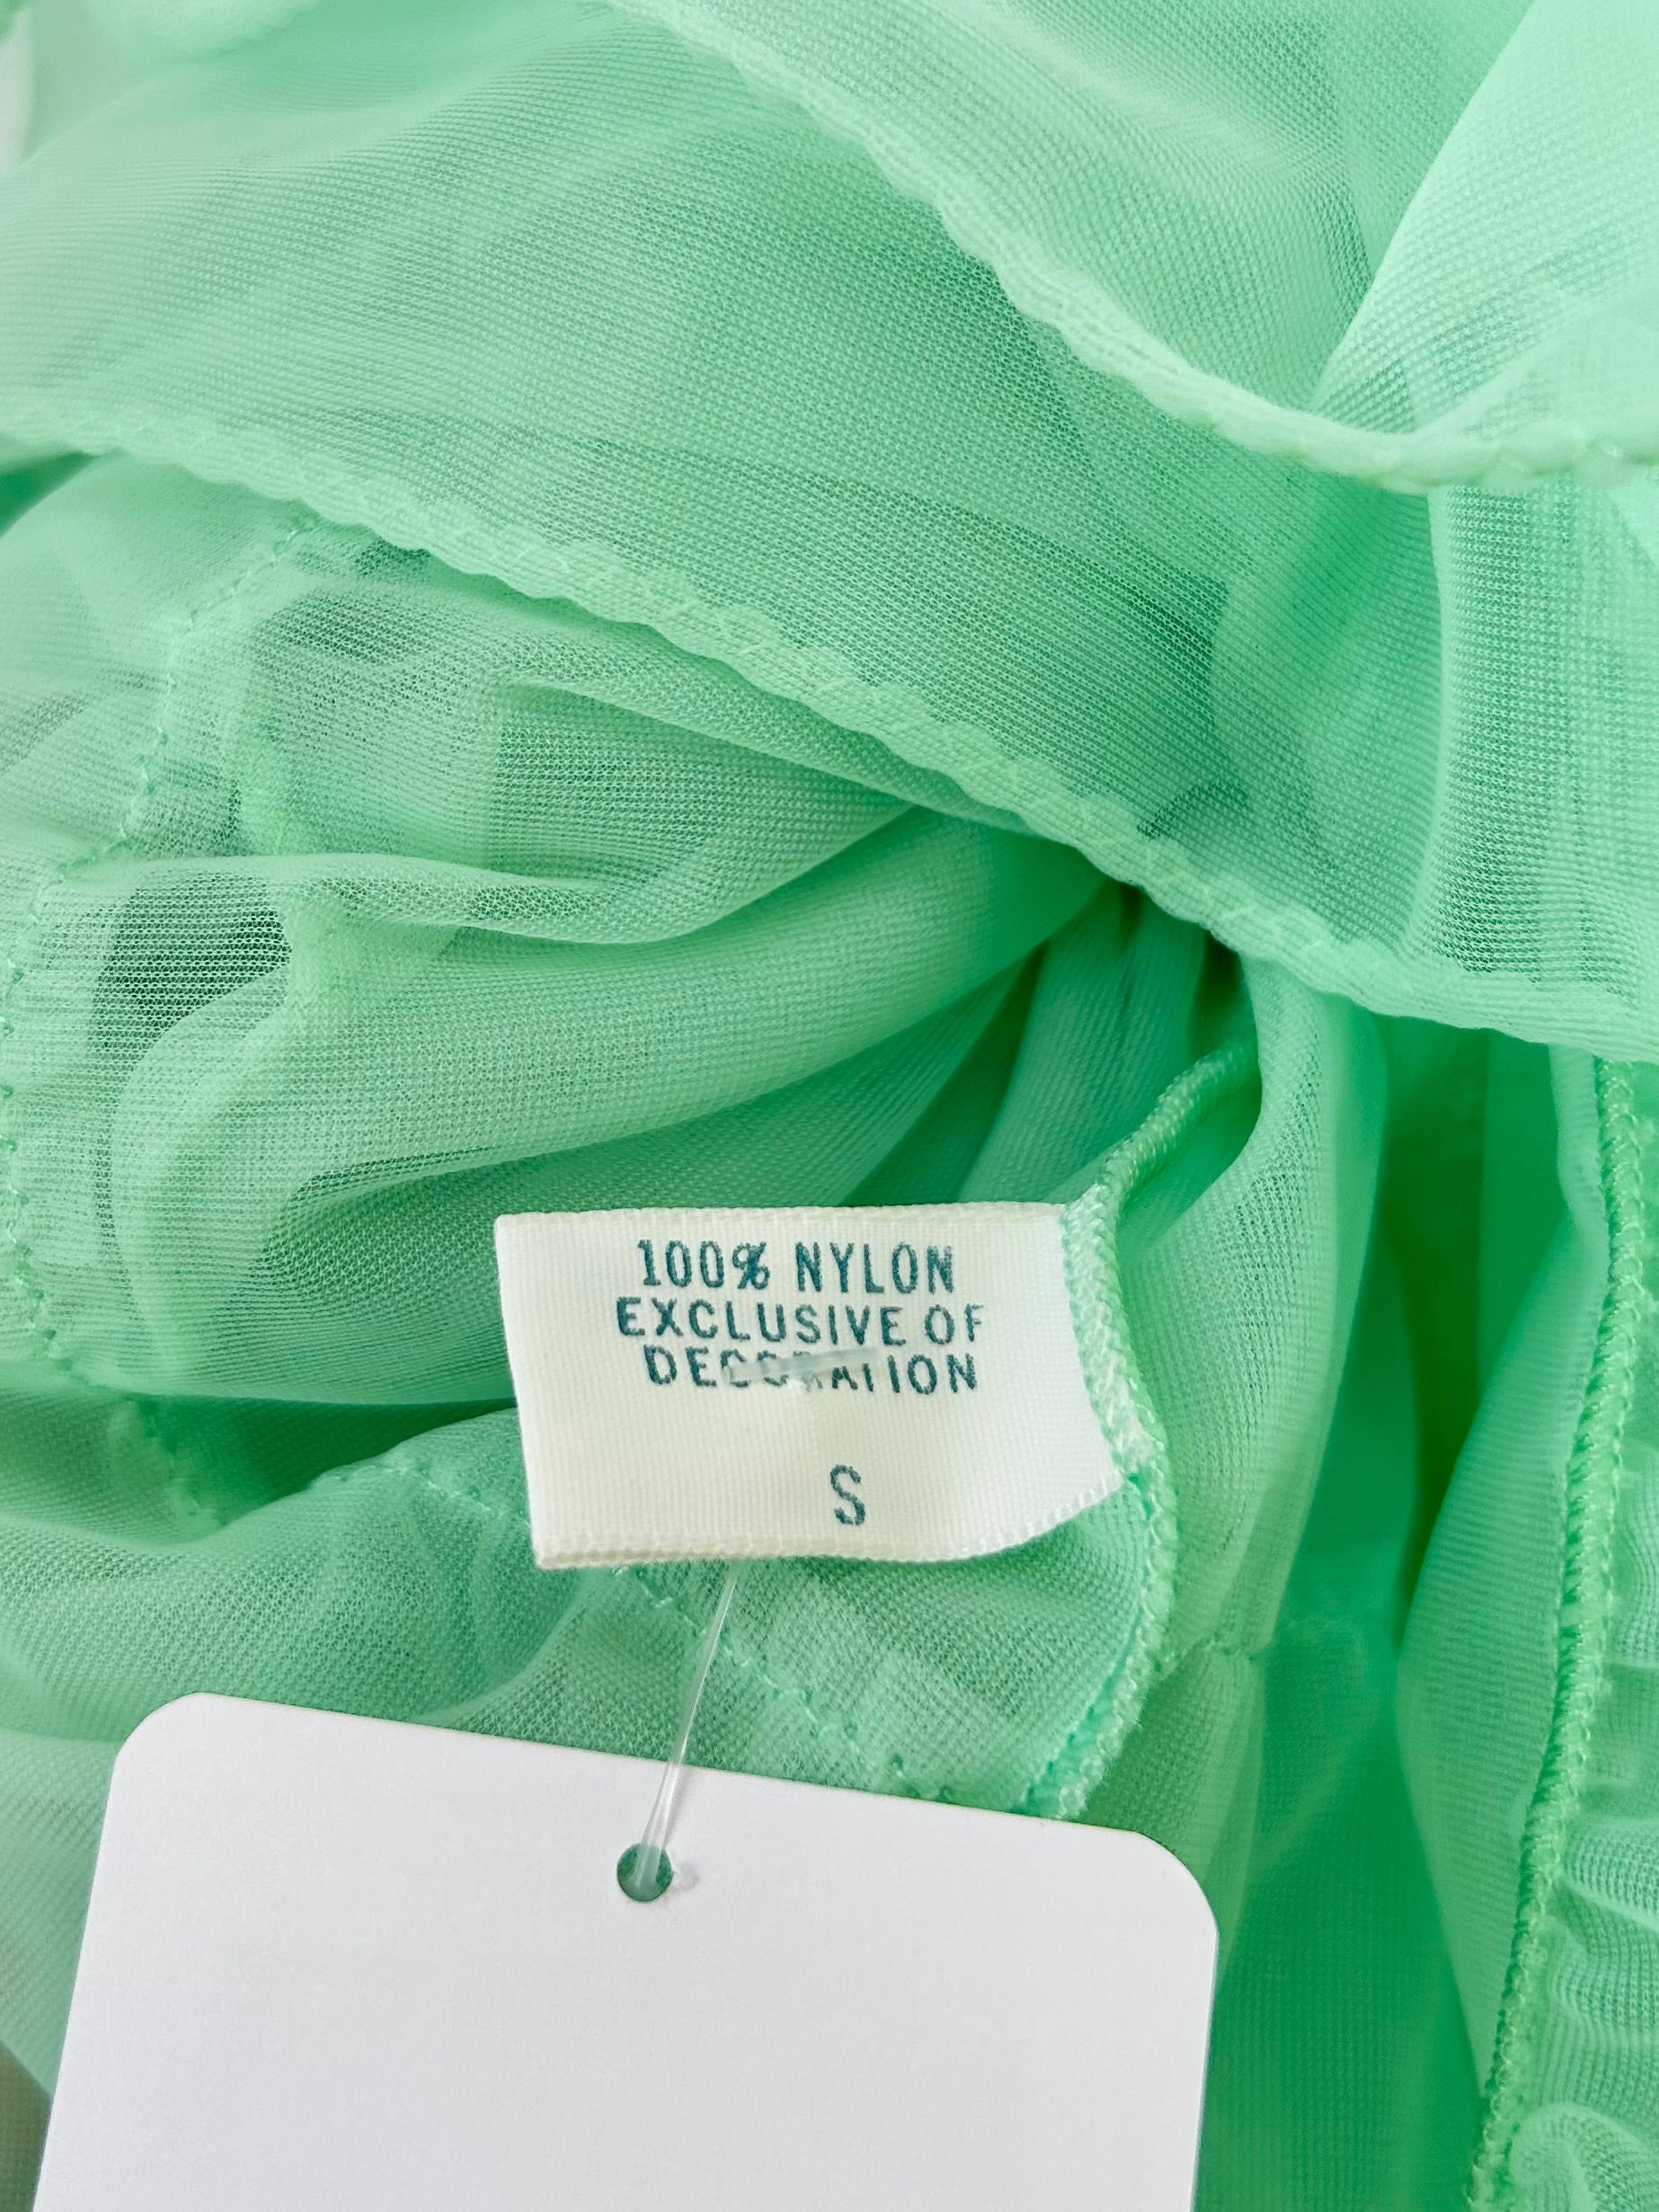 100% NYLON
EXCLUSIVE OF
DECORATION
S